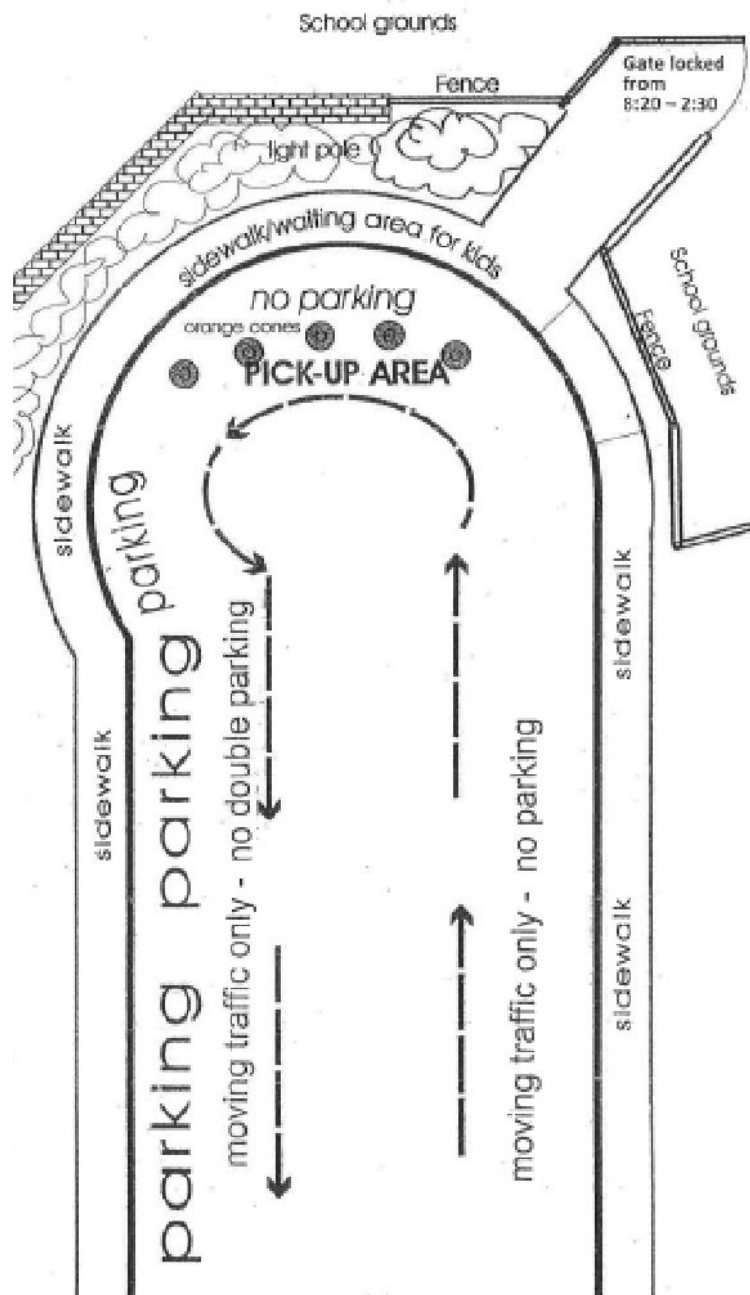 School grounds
Gate locked
from
8:20 – 2:30
Fence
light pole
sidewalk/waiting area for kids
School grounds
Fence
no parking
orange cones
PICK-UP AREA
sidewalk
parking
parking
parking
moving traffic only - no double parking
moving traffic only - no parking
sidewalk
sidewalk
sidewalk